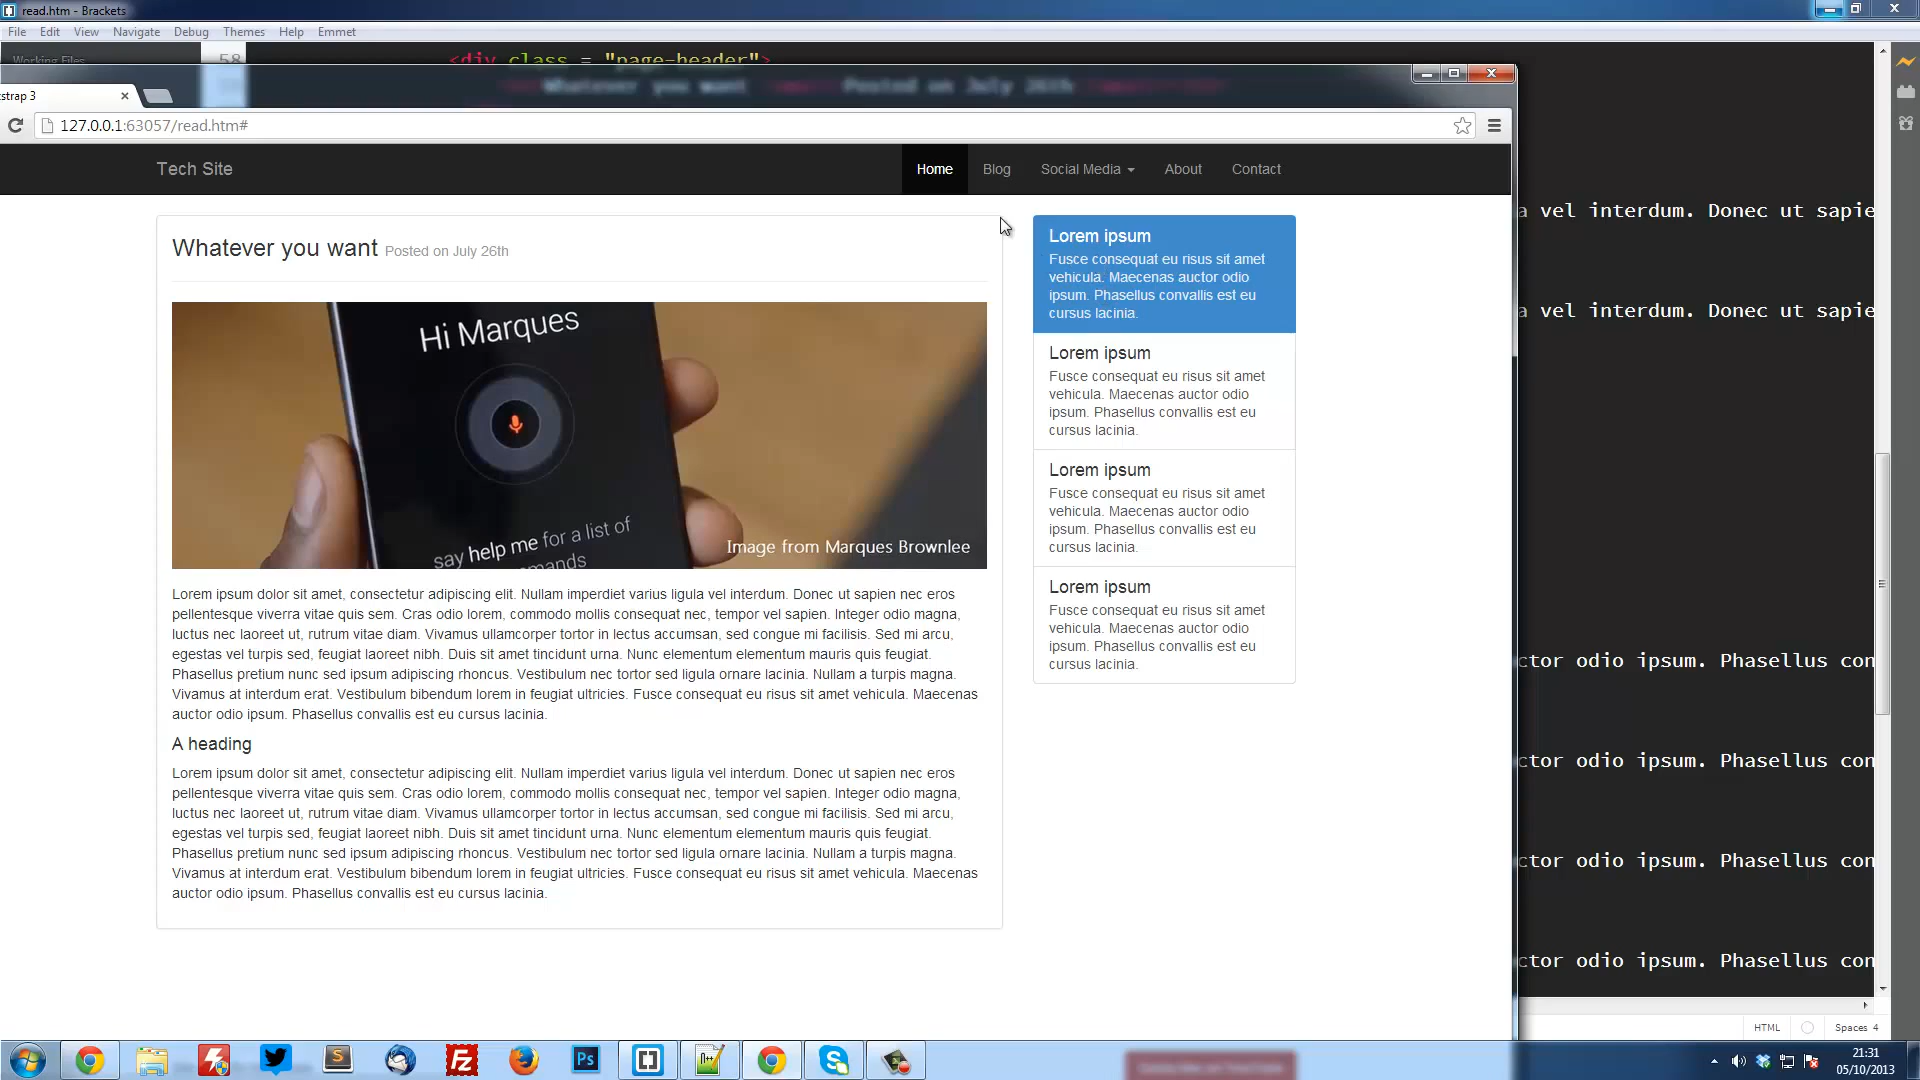 read.htm - Brackets
File Edit View Navigate Debug Themes Help Emmet
Working Files
58 <div class = "page-header">
Whatever you want Posted on July 26th
tstrap 3
127.0.0.1:63057/read.htm#
Tech Site Home Blog Social Media About Contact
Whatever you want Posted on July 26th
Hi Marques
say help me for a list of
commands
Image from Marques Brownlee
Lorem ipsum dolor sit amet, consectetur adipiscing elit. Nullam imperdiet varius ligula vel interdum. Donec ut sapien nec eros
pellentesque viverra vitae quis sem. Cras odio lorem, commodo mollis consequat nec, tempor vel sapien. Integer odio magna,
luctus nec laoreet ut, rutrum vitae diam. Vivamus ullamcorper tortor in lectus accumsan, sed congue mi facilisis. Sed mi arcu,
egestas vel turpis sed, feugiat laoreet nibh. Duis sit amet tincidunt urna. Nunc elementum elementum mauris quis feugiat.
Phasellus pretium nunc sed ipsum adipiscing rhoncus. Vestibulum nec tortor sed ligula ornare lacinia. Nullam a turpis magna.
Vivamus at interdum erat. Vestibulum bibendum lorem in feugiat ultricies. Fusce consequat eu risus sit amet vehicula. Maecenas
auctor odio ipsum. Phasellus convallis est eu cursus lacinia.
A heading
Lorem ipsum dolor sit amet, consectetur adipiscing elit. Nullam imperdiet varius ligula vel interdum. Donec ut sapien nec eros
pellentesque viverra vitae quis sem. Cras odio lorem, commodo mollis consequat nec, tempor vel sapien. Integer odio magna,
luctus nec laoreet ut, rutrum vitae diam. Vivamus ullamcorper tortor in lectus accumsan, sed congue mi facilisis. Sed mi arcu,
egestas vel turpis sed, feugiat laoreet nibh. Duis sit amet tincidunt urna. Nunc elementum elementum mauris quis feugiat.
Phasellus pretium nunc sed ipsum adipiscing rhoncus. Vestibulum nec tortor sed ligula ornare lacinia. Nullam a turpis magna.
Vivamus at interdum erat. Vestibulum bibendum lorem in feugiat ultricies. Fusce consequat eu risus sit amet vehicula. Maecenas
auctor odio ipsum. Phasellus convallis est eu cursus lacinia.
Lorem ipsum
Fusce consequat eu risus sit amet
vehicula. Maecenas auctor odio
ipsum. Phasellus convallis est eu
cursus lacinia.
Lorem ipsum
Fusce consequat eu risus sit amet
vehicula. Maecenas auctor odio
ipsum. Phasellus convallis est eu
cursus lacinia.
Lorem ipsum
Fusce consequat eu risus sit amet
vehicula. Maecenas auctor odio
ipsum. Phasellus convallis est eu
cursus lacinia.
Lorem ipsum
Fusce consequat eu risus sit amet
vehicula. Maecenas auctor odio
ipsum. Phasellus convallis est eu
cursus lacinia.
a vel interdum. Donec ut sapie
a vel interdum. Donec ut sapie
ctor odio ipsum. Phasellus con
ctor odio ipsum. Phasellus con
ctor odio ipsum. Phasellus con
ctor odio ipsum. Phasellus con
HTML Spaces 4
21:31
05/10/2013